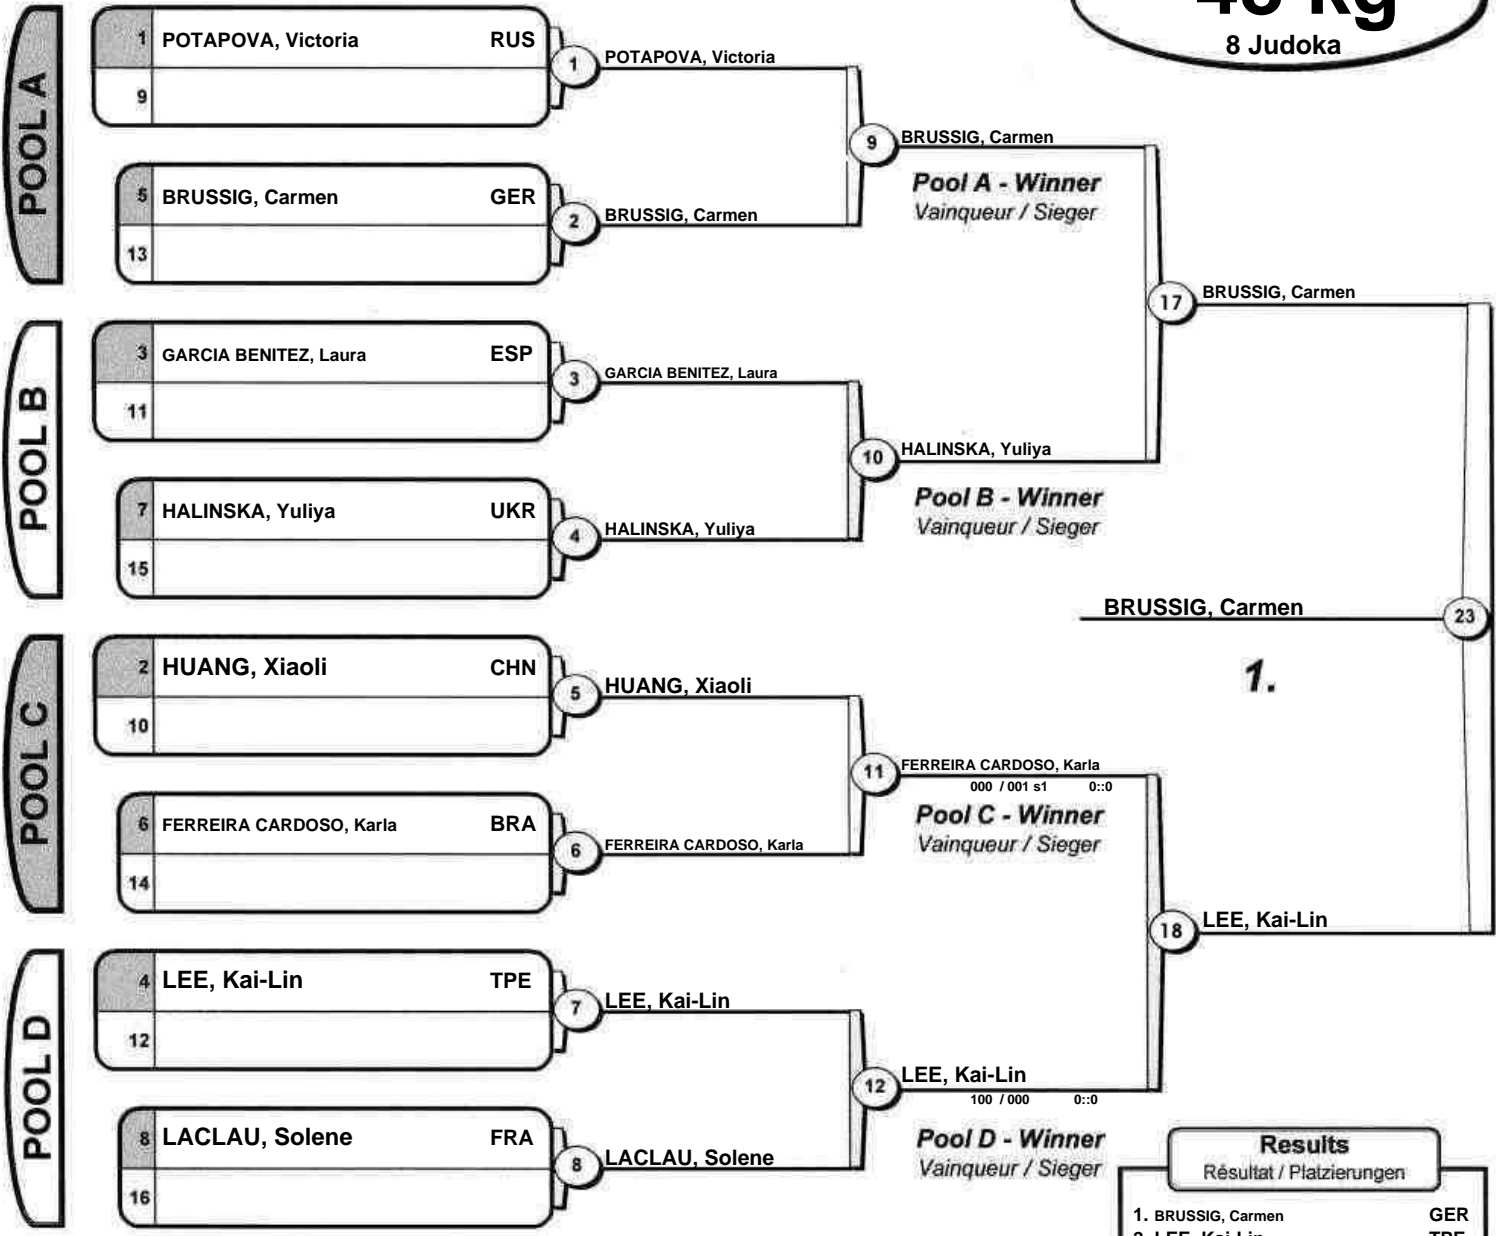 48 kg
8 Judoka
POOL A
1 POTAPOVA, Victoria RUS
9
1 POTAPOVA, Victoria
5 BRUSSIG, Carmen GER
13
2 BRUSSIG, Carmen
9 BRUSSIG, Carmen
Pool A - Winner
Vainqueur / Sieger
17 BRUSSIG, Carmen
POOL B
3 GARCIA BENITEZ, Laura ESP
11
3 GARCIA BENITEZ, Laura
7 HALINSKA, Yuliya UKR
15
4 HALINSKA, Yuliya
10 HALINSKA, Yuliya
Pool B - Winner
Vainqueur / Sieger
BRUSSIG, Carmen 23
1.
POOL C
2 HUANG, Xiaoli CHN
10
5 HUANG, Xiaoli
6 FERREIRA CARDOSO, Karla BRA
14
6 FERREIRA CARDOSO, Karla
11 FERREIRA CARDOSO, Karla
000 / 001 s1 0::0
Pool C - Winner
Vainqueur / Sieger
18 LEE, Kai-Lin
POOL D
4 LEE, Kai-Lin TPE
12
7 LEE, Kai-Lin
8 LACLAU, Solene FRA
16
8 LACLAU, Solene
12 LEE, Kai-Lin
100 / 000 0::0
Pool D - Winner
Vainqueur / Sieger
Results
Résultat / Platzierungen
1. BRUSSIG, Carmen GER
2. LEE, Kai-Lin TPE